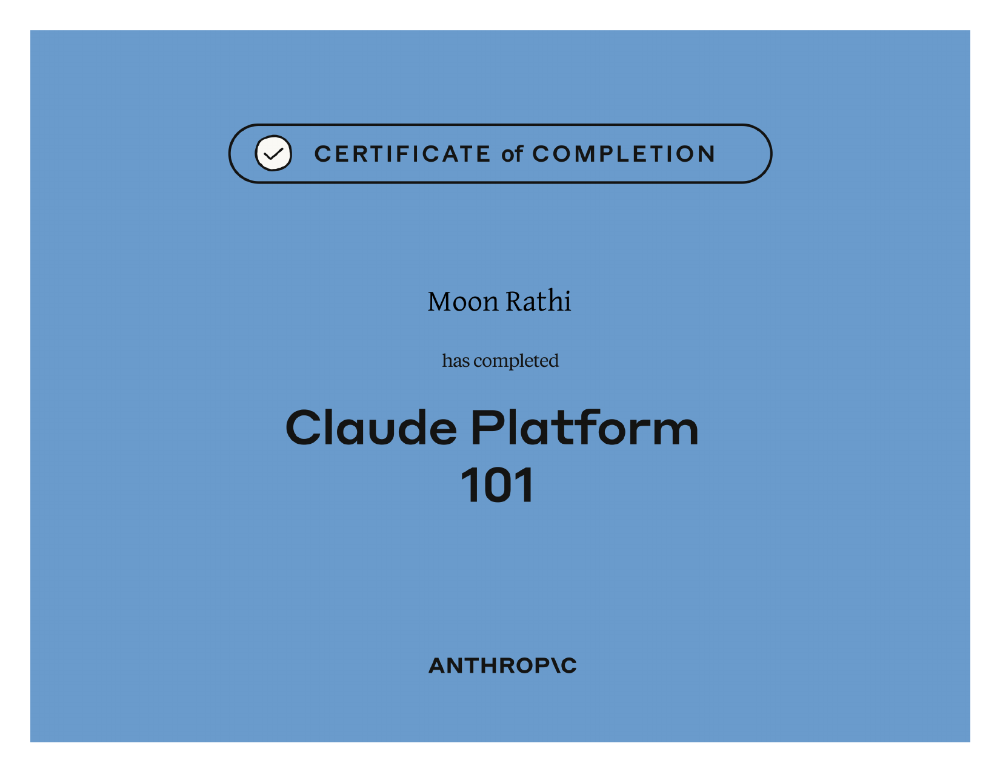 CERTIFICATE of COMPLETION
Moon Rathi
has completed
Claude Platform
101
ANTHROP\C